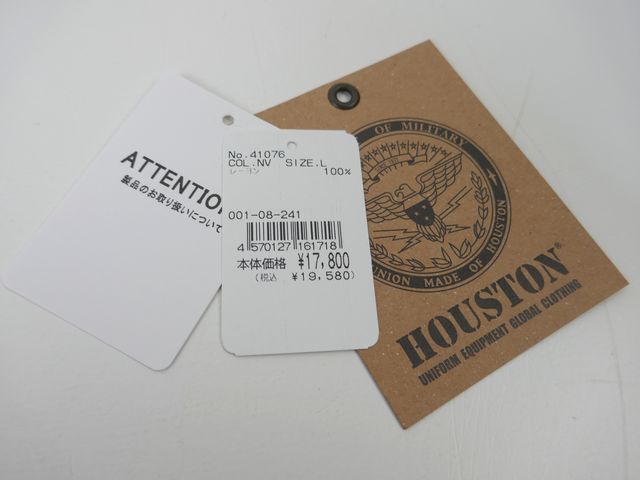 ATTENTION
製品のお取り扱いについて
No.41076
COL.NV SIZE.L
レーヨン 100%
001-08-241
4 570127 161718
本体価格 ¥17,800
(税込 ¥19,580)
OF MILITARY
UNION MADE OF HOUSTON
HOUSTON®
UNIFORM EQUIPMENT GLOBAL CLOTHING